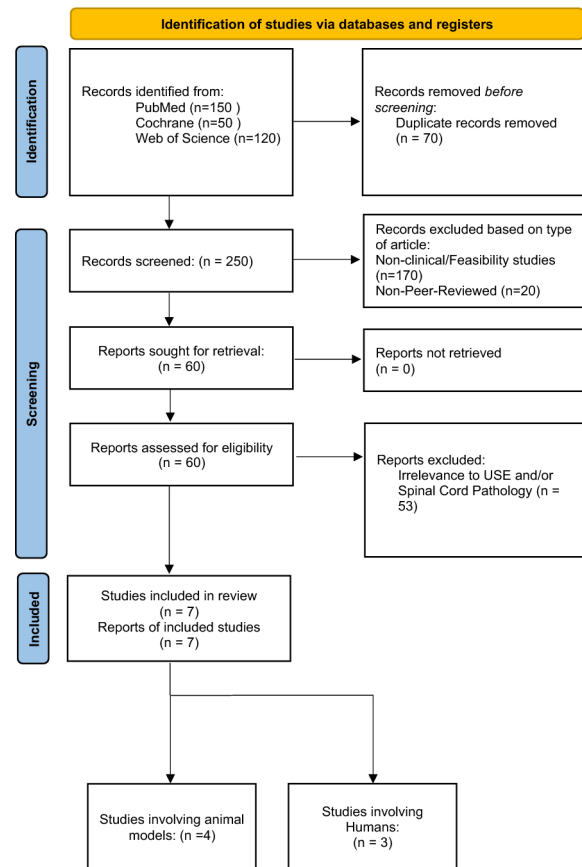 Identification of studies via databases and registers
Identification
Records identified from:
PubMed (n=150 )
Cochrane (n=50 )
Web of Science (n=120)
Records removed before
screening:
Duplicate records removed
(n = 70)
Screening
Records screened: (n = 250)
Records excluded based on type
of article:
Non-clinical/Feasibility studies
(n=170)
Non-Peer-Reviewed (n=20)
Reports sought for retrieval:
(n = 60)
Reports not retrieved
(n = 0)
Reports assessed for eligibility
(n = 60)
Reports excluded:
Irrelevance to USE and/or
Spinal Cord Pathology (n =
53)
Included
Studies included in review
(n = 7)
Reports of included studies
(n = 7)
Studies involving animal
models: (n =4)
Studies involving
Humans:
(n = 3)